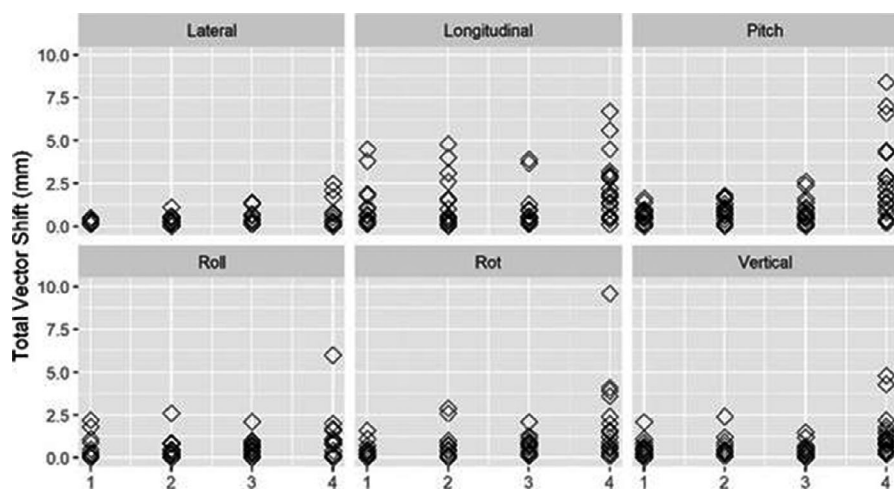 Lateral Longitudinal Pitch
10.0
7.5
5.0
2.5
0.0
Total Vector Shift (mm)
Roll Rot Vertical
10.0
7.5
5.0
2.5
0.0
1 2 3 4 1 2 3 4 1 2 3 4